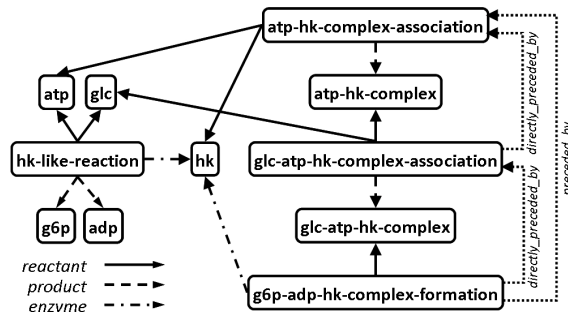 atp-hk-complex-association
atp
glc
atp-hk-complex
directly_preceded_by
preceded_by
hk-like-reaction
hk
glc-atp-hk-complex-association
g6p
adp
glc-atp-hk-complex
directly_preceded_by
reactant
product
enzyme
g6p-adp-hk-complex-formation